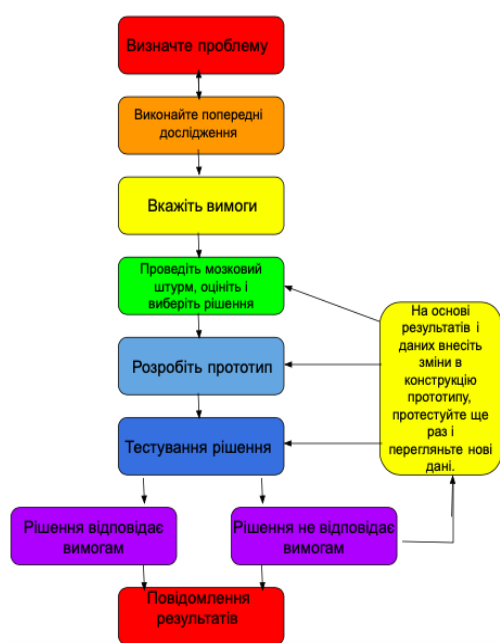 Визначте проблему
Виконайте попередні
дослідження
Вкажіть вимоги
Проведіть мозковий
штурм, оцініть і
виберіть рішення
Розробіть прототип
Тестування рішення
На основі
результатів і
даних внесіть
зміни в
конструкцію
прототипу,
протестуйте ще
раз і
перегляньте нові
дані.
Рішення відповідає
вимогам
Рішення не відповідає
вимогам
Повідомлення
результатів